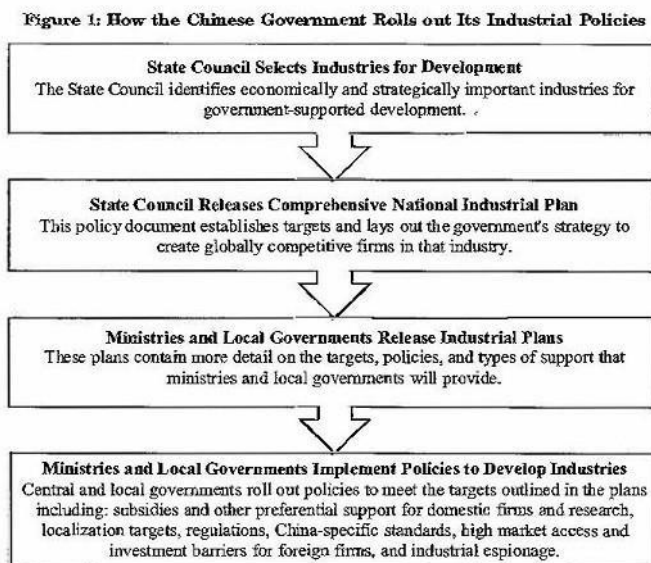 Figure 1: How the Chinese Government Rolls out Its Industrial Policies
State Council Selects Industries for Development
The State Council identifies economically and strategically important industries for
government-supported development.
State Council Releases Comprehensive National Industrial Plan
This policy document establishes targets and lays out the government's strategy to
create globally competitive firms in that industry.
Ministries and Local Governments Release Industrial Plans
These plans contain more detail on the targets, policies, and types of support that
ministries and local governments will provide.
Ministries and Local Governments Implement Policies to Develop Industries
Central and local governments roll out policies to meet the targets outlined in the plans
including: subsidies and other preferential support for domestic firms and research,
localization targets, regulations, China-specific standards, high market access and
investment barriers for foreign firms, and industrial espionage.